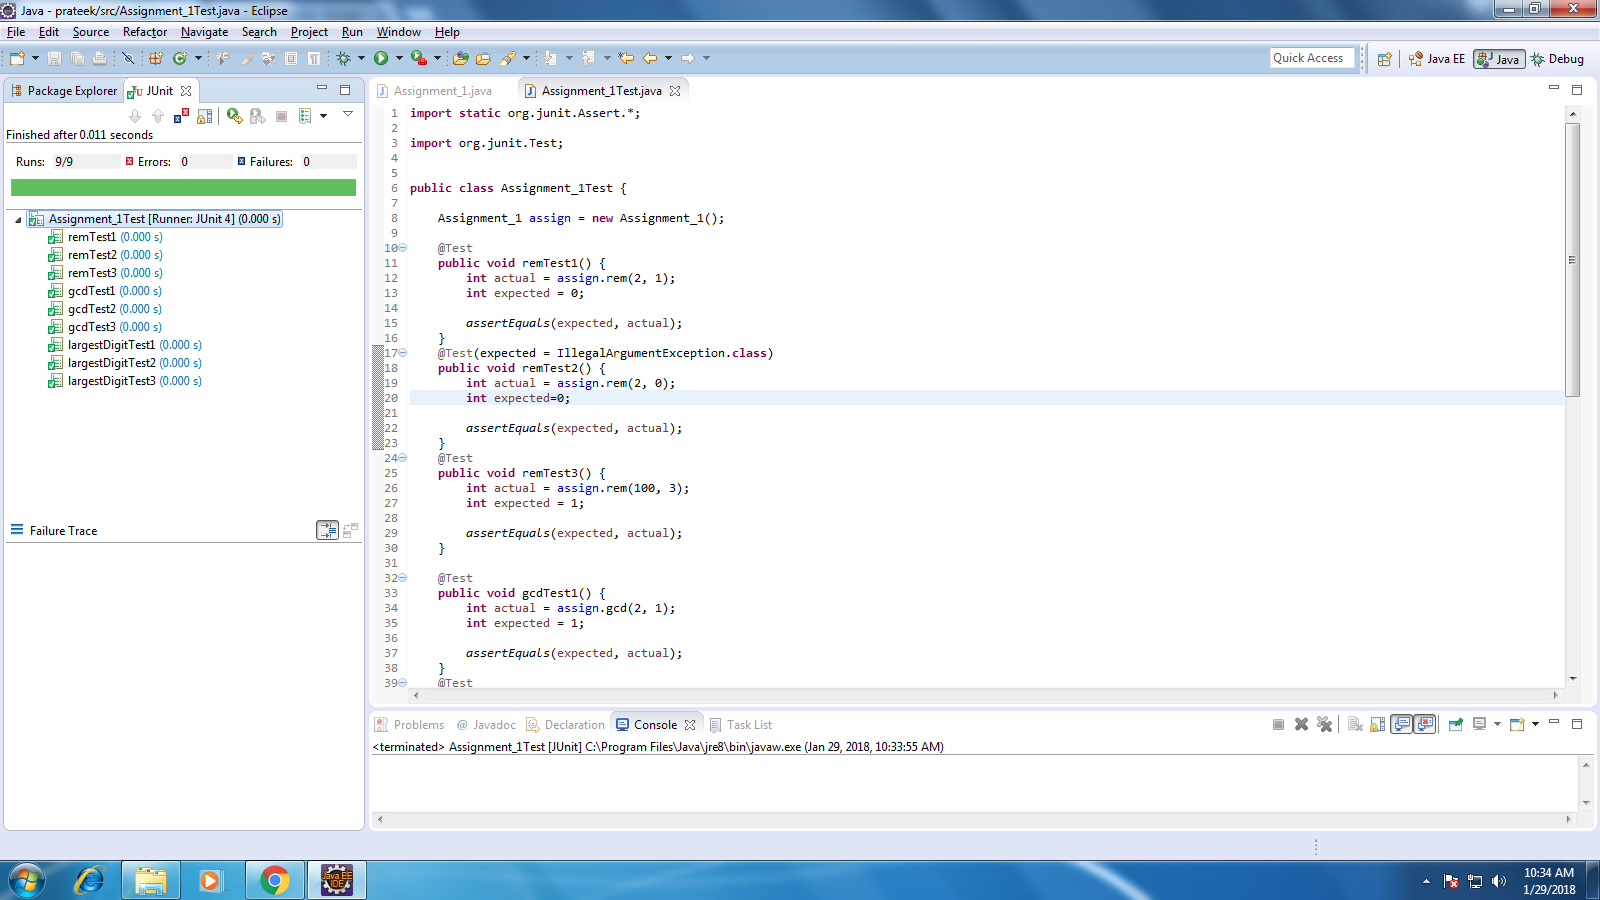 Java - prateek/src/Assignment_1Test.java - Eclipse
File Edit Source Refactor Navigate Search Project Run Window Help
Quick Access Java EE Java Debug
Package Explorer JUnit
Finished after 0.011 seconds
Runs: 9/9 Errors: 0 Failures: 0
Assignment_1Test [Runner: JUnit 4] (0.000 s)
remTest1 (0.000 s)
remTest2 (0.000 s)
remTest3 (0.000 s)
gcdTest1 (0.000 s)
gcdTest2 (0.000 s)
gcdTest3 (0.000 s)
largestDigitTest1 (0.000 s)
largestDigitTest2 (0.000 s)
largestDigitTest3 (0.000 s)
Failure Trace
Assignment_1.java Assignment_1Test.java
1 import static org.junit.Assert.*;
2
3 import org.junit.Test;
4
5
6 public class Assignment_1Test {
7
8 Assignment_1 assign = new Assignment_1();
9
10 @Test
11 public void remTest1() {
12 int actual = assign.rem(2, 1);
13 int expected = 0;
14
15 assertEquals(expected, actual);
16 }
17 @Test(expected = IllegalArgumentException.class)
18 public void remTest2() {
19 int actual = assign.rem(2, 0);
20 int expected=0;
21
22 assertEquals(expected, actual);
23 }
24 @Test
25 public void remTest3() {
26 int actual = assign.rem(100, 3);
27 int expected = 1;
28
29 assertEquals(expected, actual);
30 }
31
32 @Test
33 public void gcdTest1() {
34 int actual = assign.gcd(2, 1);
35 int expected = 1;
36
37 assertEquals(expected, actual);
38 }
39 @Test
Problems @ Javadoc Declaration Console Task List
<terminated> Assignment_1Test [JUnit] C:\Program Files\Java\jre8\bin\javaw.exe (Jan 29, 2018, 10:33:55 AM)
Java EE
IDE
10:34 AM
1/29/2018